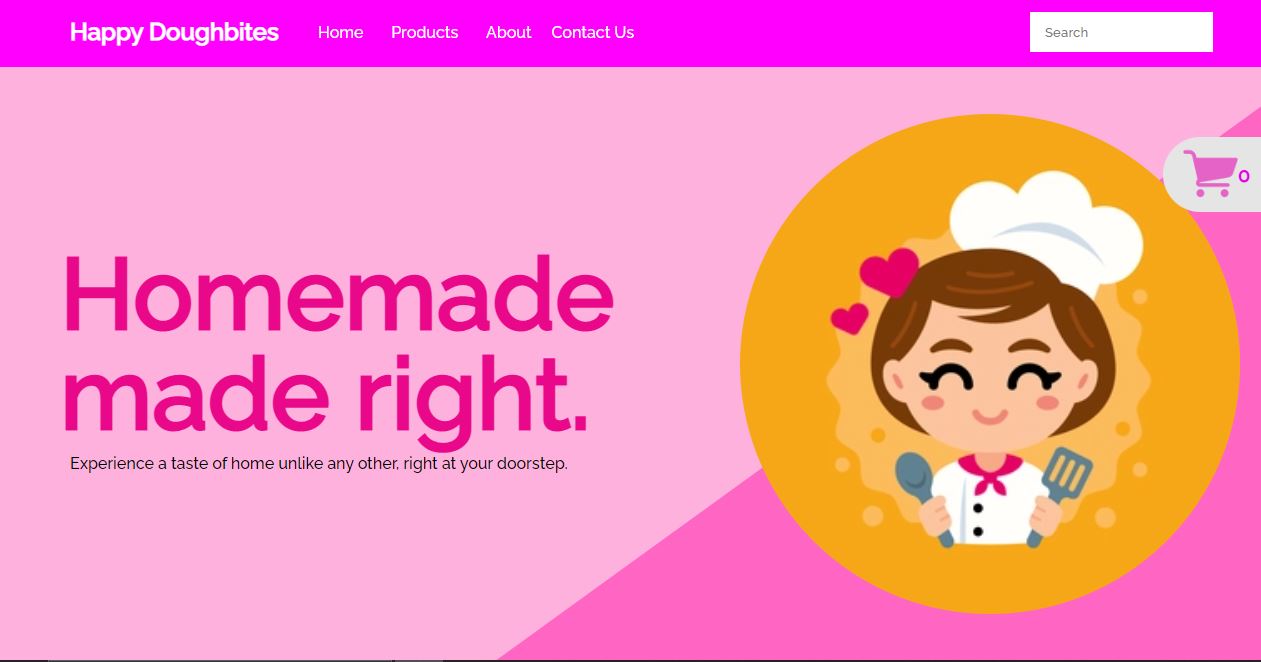 Happy Doughbites Home Products About Contact Us Search
0
Homemade
made right.
Experience a taste of home unlike any other, right at your doorstep.